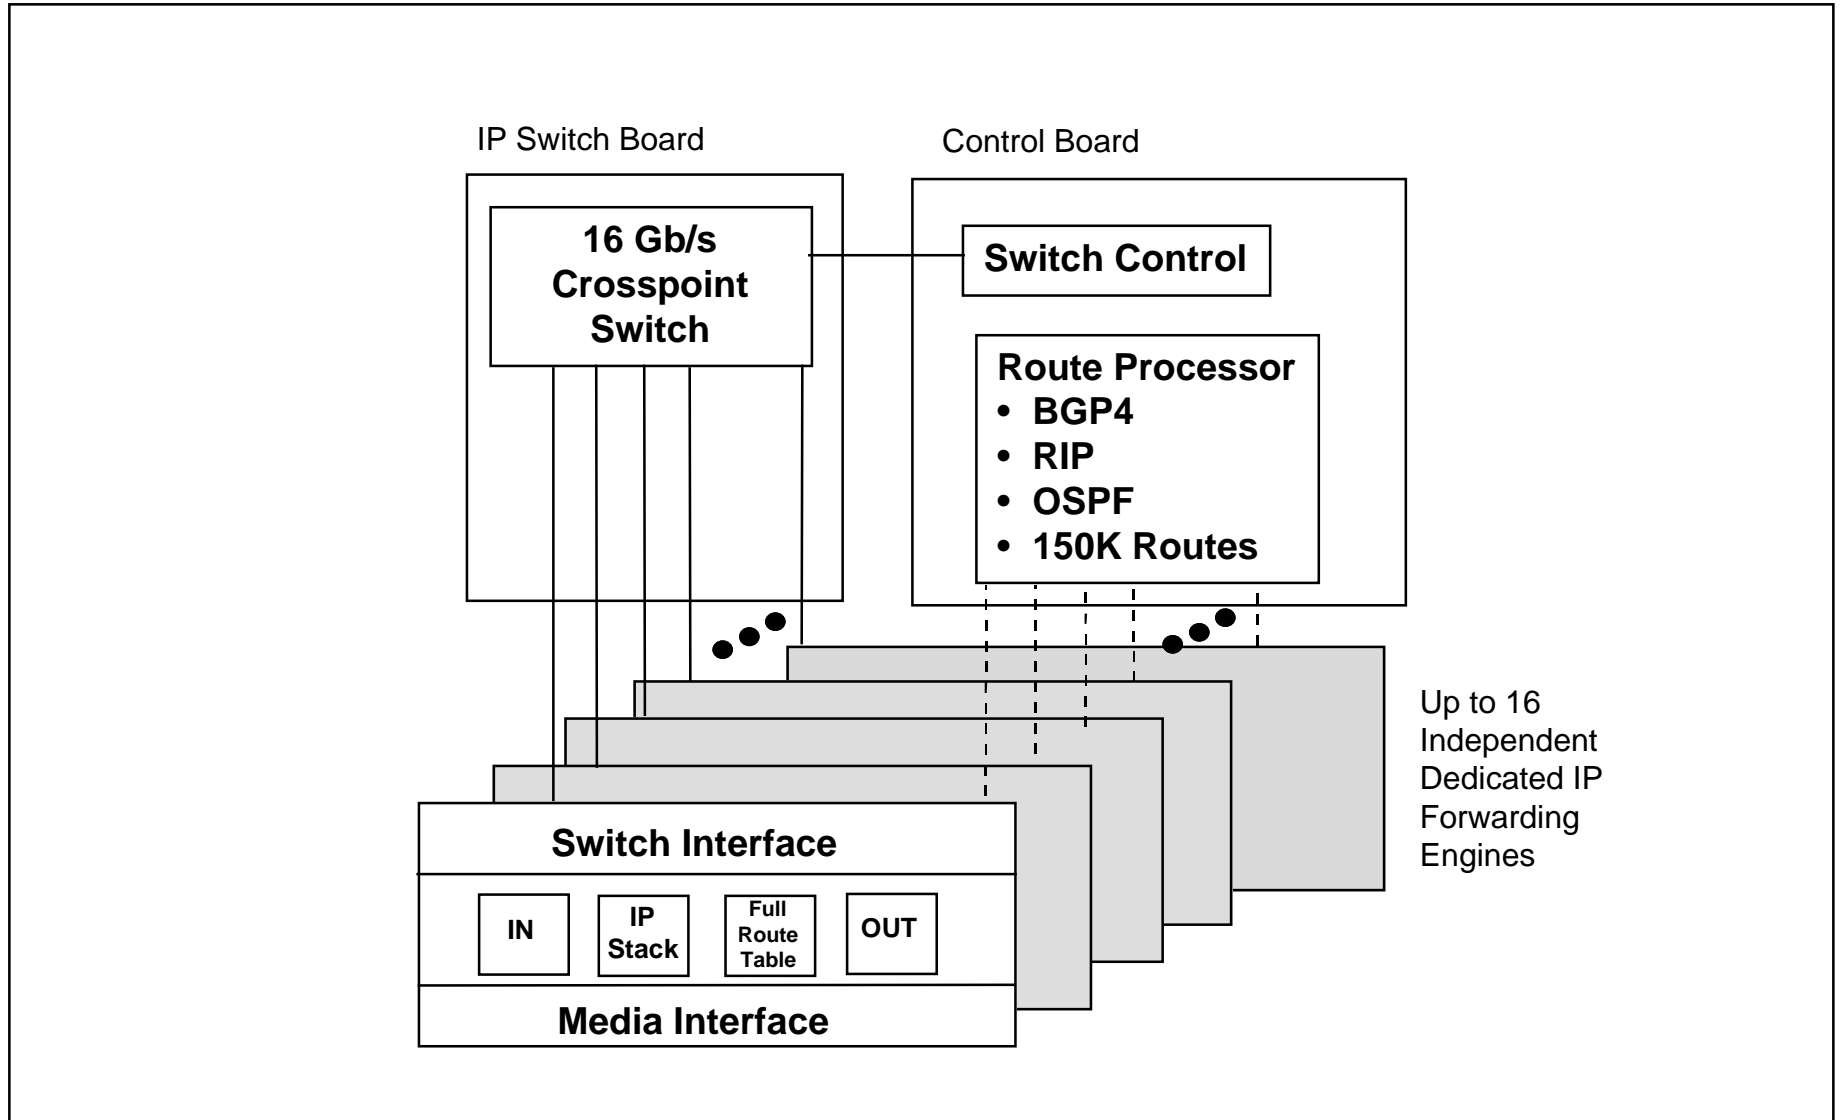 IP Switch Board
Control Board
16 Gb/s
Crosspoint
Switch
Switch Control
Route Processor
• BGP4
• RIP
• OSPF
• 150K Routes
Up to 16
Independent
Dedicated IP
Forwarding
Engines
Switch Interface
IN
IP
Stack
Full
Route
Table
OUT
Media Interface